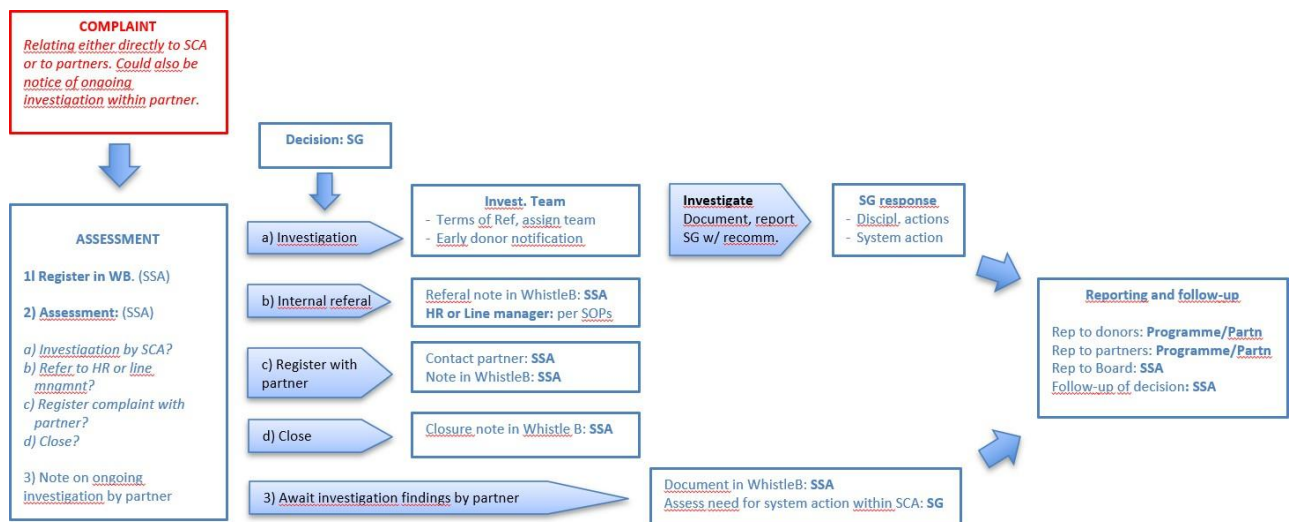 COMPLAINT
Relating either directly to SCA
or to partners. Could also be
notice of ongoing
investigation within partner.
ASSESSMENT
1l Register in WB. (SSA)
2) Assessment: (SSA)
a) Investigation by SCA?
b) Refer to HR or line
mngmnt?
c) Register complaint with
partner?
d) Close?
3) Note on ongoing
investigation by partner
Decision: SG
a) Investigation
Invest. Team
- Terms of Ref, assign team
- Early donor notification
Investigate
Document, report
SG w/ recomm.
SG response
- Discipl. actions
- System action
b) Internal referal
Referal note in WhistleB: SSA
HR or Line manager: per SOPs
c) Register with
partner
Contact partner: SSA
Note in WhistleB: SSA
d) Close
Closure note in Whistle B: SSA
3) Await investigation findings by partner
Document in WhistleB: SSA
Assess need for system action within SCA: SG
Reporting and follow-up
Rep to donors: Programme/Partn
Rep to partners: Programme/Partn
Rep to Board: SSA
Follow-up of decision: SSA